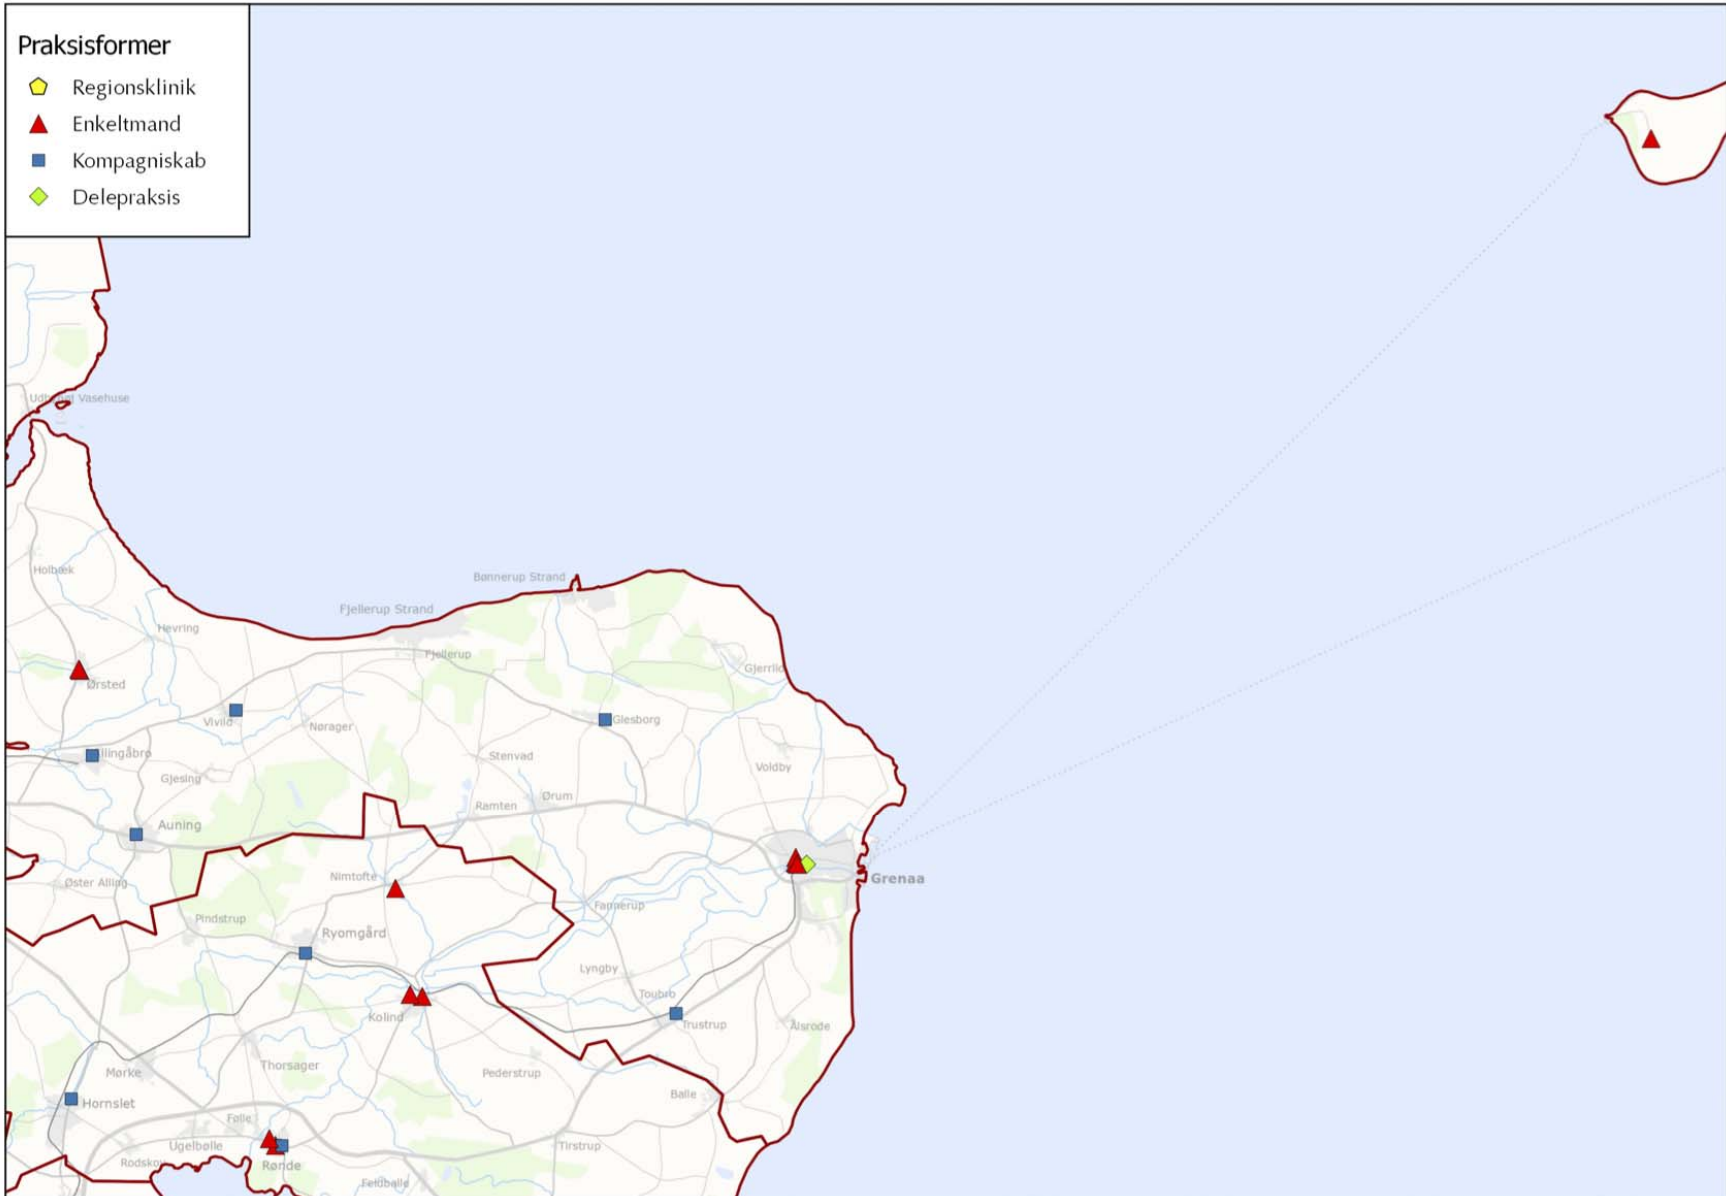 Praksisformer
Regionsklinik
Enkeltmand
Kompagniskab
Delepraksis
Vasehuse
Holbæk
Bønnerup Strand
Fjellerup Strand
Hevring
Fjellerup
Gjerrild
Ørsted
Vivild
Nørager
Glesborg
Stenvad
Voldby
Gjesing
Ørum
Ramten
Auning
Nimtofte
Øster Alling
Grenaa
Fannerup
Pindstrup
Ryomgård
Lyngby
Toubro
Kolind
Trustrup
Ålsrode
Thorsager
Mørke
Pederstrup
Balle
Hornslet
Følle
Ugelbølle
Tirstrup
Rodskov
Rønde
Feldballe